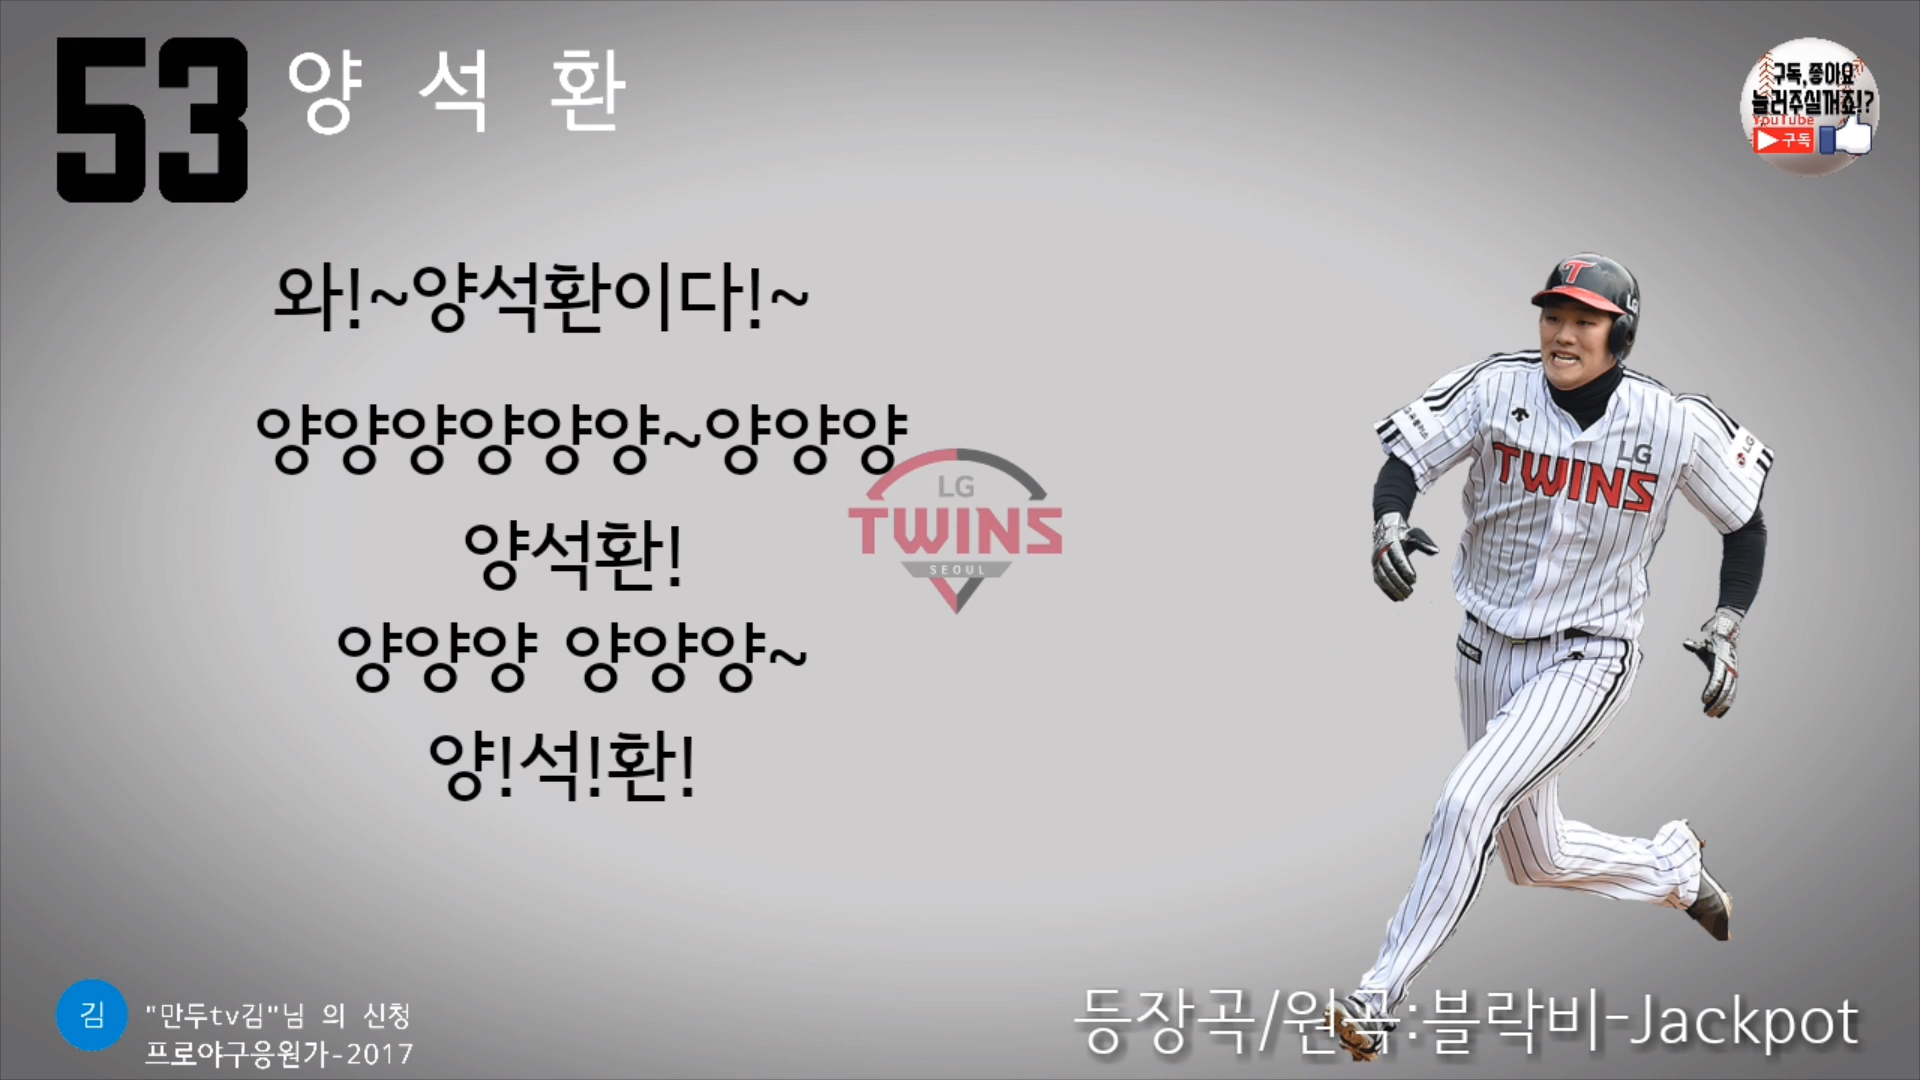 53 양 석 환
구독,좋아요
눌러주실꺼죠!?
YouTube
구독
와!~양석환이다!~
양양양양양양~양양양
양석환!
양양양 양양양~
양!석!환!
LG
TWINS
SEOUL
T
LG
LG
TWINS
LG
김
"만두tv김"님 의 신청
프로야구응원가-2017
등장곡/원곡:블락비-Jackpot